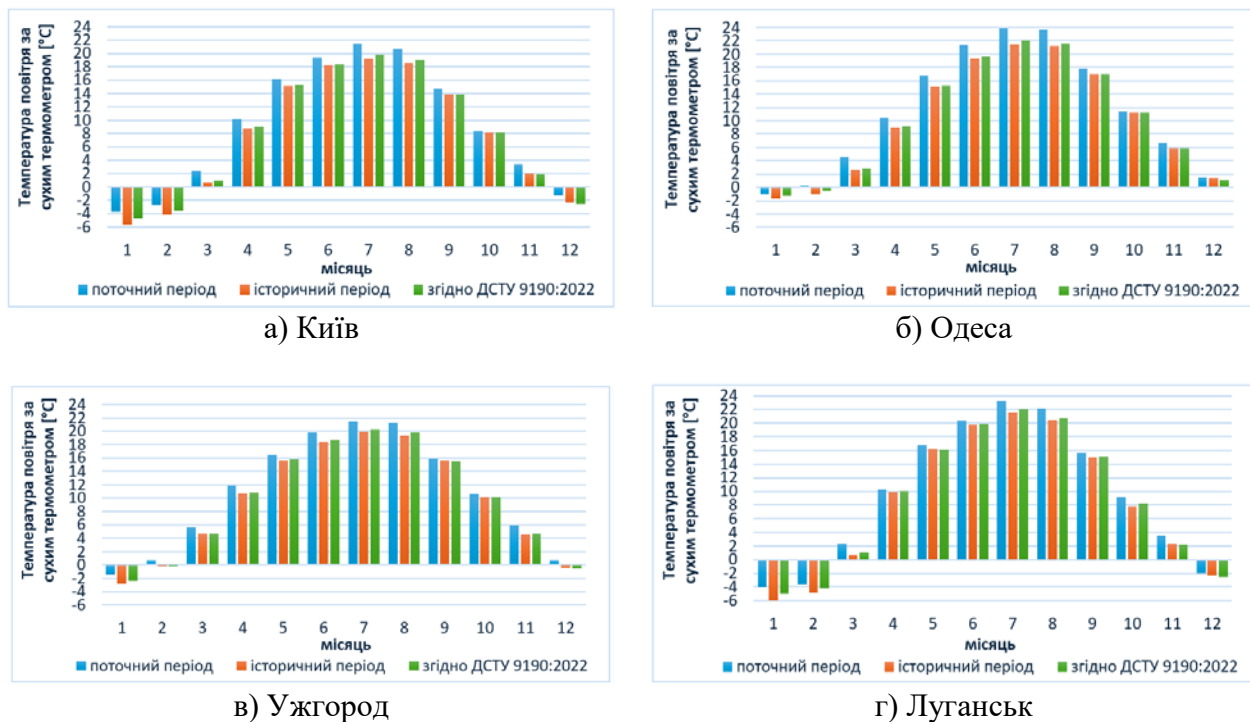 Температура повітря за
сухим термометром [°C]
24
22
20
18
16
14
12
10
8
6
4
2
0
-2
-4
-6
1 2 3 4 5 6 7 8 9 10 11 12
місяць
поточний період історичний період згідно ДСТУ 9190:2022
а) Київ
Температура повітря за
сухим термометром [°C]
24
22
20
18
16
14
12
10
8
6
4
2
0
-2
-4
-6
1 2 3 4 5 6 7 8 9 10 11 12
місяць
поточний період історичний період згідно ДСТУ 9190:2022
б) Одеса
Температура повітря за
сухим термометром [°C]
24
22
20
18
16
14
12
10
8
6
4
2
0
-2
-4
-6
1 2 3 4 5 6 7 8 9 10 11 12
місяць
поточний період історичний період згідно ДСТУ 9190:2022
в) Ужгород
Температура повітря за
сухим термометром [°C]
24
22
20
18
16
14
12
10
8
6
4
2
0
-2
-4
-6
1 2 3 4 5 6 7 8 9 10 11 12
місяць
поточний період історичний період згідно ДСТУ 9190:2022
г) Луганськ